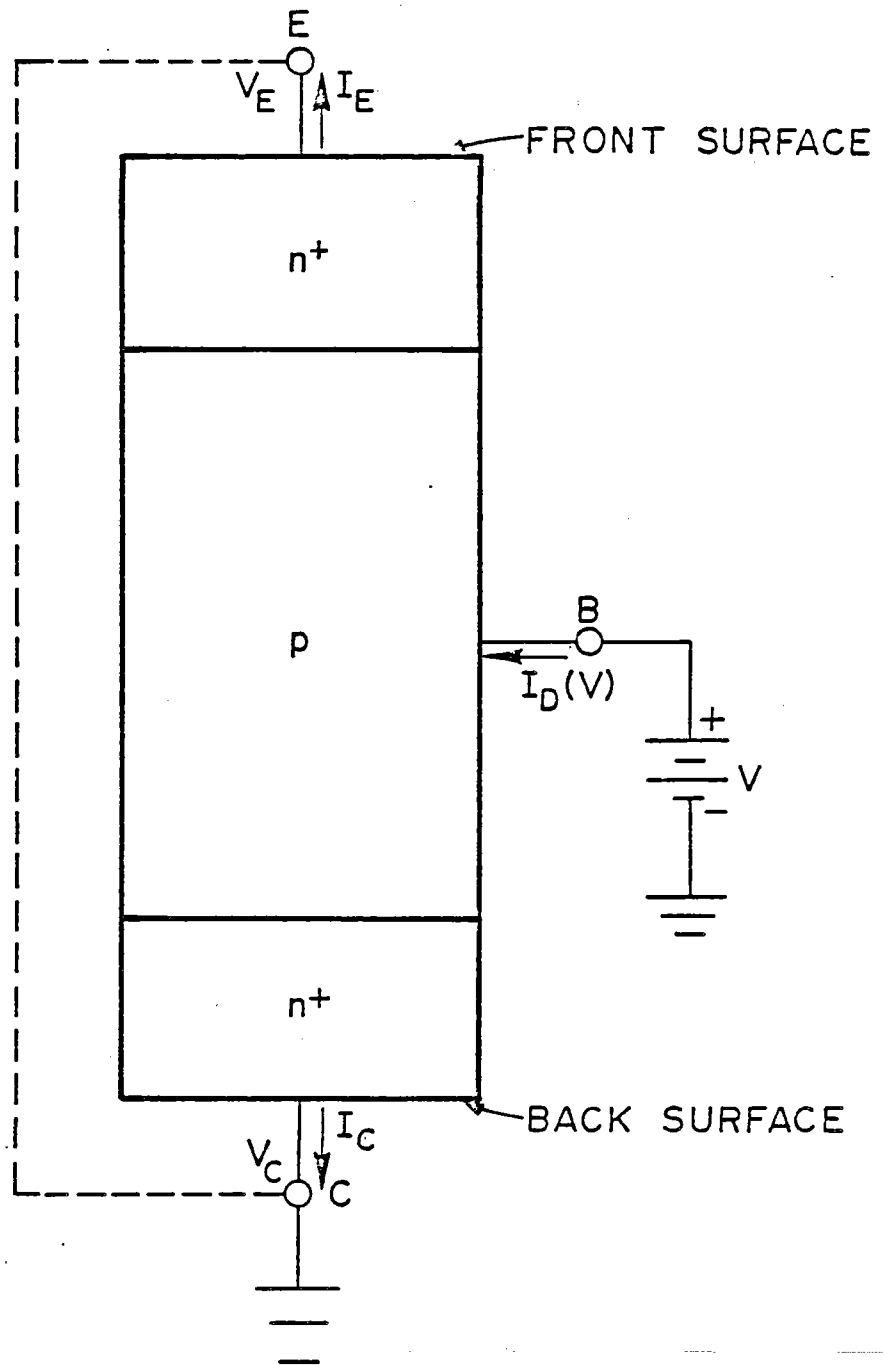 E
V_E I_E
FRONT SURFACE
n+
p
B
I_D(V)
+
V
−
n+
BACK SURFACE
I_C
V_C
C